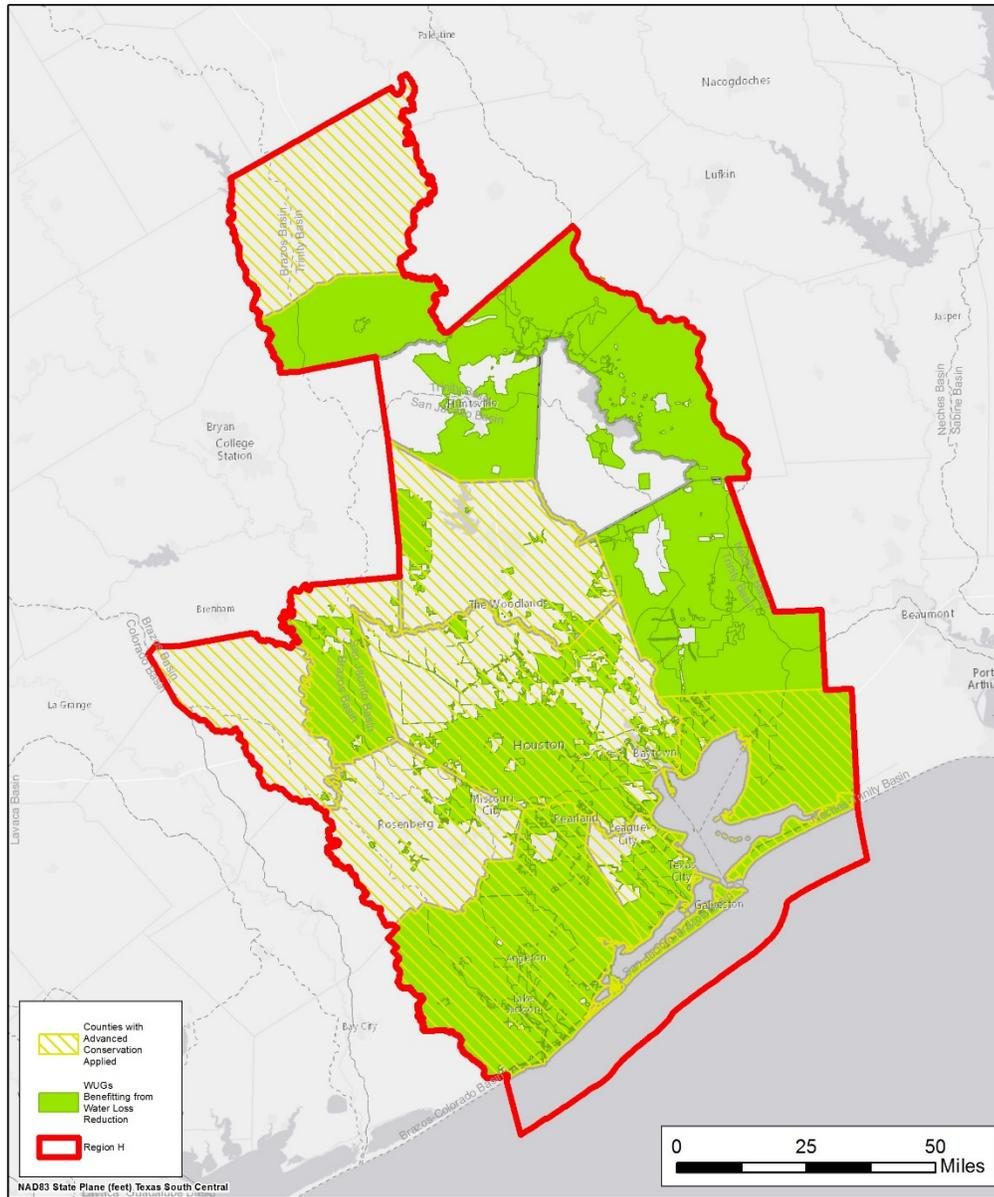 Palestine
Nacogdoches
Lufkin
Brazos Basin
Trinity Basin
Jasper
Neches Basin
Sabine Basin
Huntsville
San Jacinto Basin
Bryan
College
Station
Trinity Basin
The Woodlands
Brenham
Beaumont
Brazos Basin
Colorado Basin
Port
Arthu
La Grange
Houston
Baytown
Missouri
City
Rosenberg
Pearland
League
City
Texas
City
Galveston
Lavaca Basin
Angleton
Lake
Jackson
Bay City
Brazos-Colorado Basin
Counties with
Advanced
Conservation
Applied
WUGs
Benefitting from
Water Loss
Reduction
Region H
0 25 50
Miles
NAD83 State Plane (feet) Texas South Central